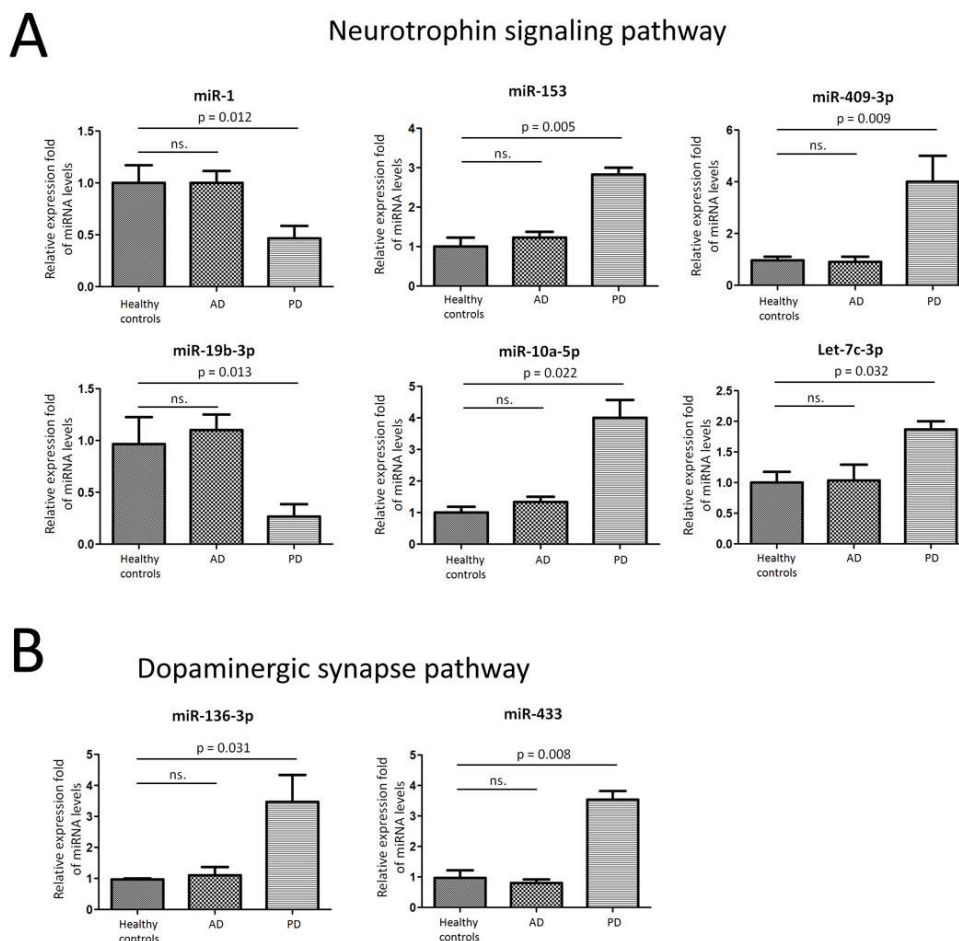 A
Neurotrophin signaling pathway
miR-1
p = 0.012
ns.
Relative expression fold
of miRNA levels
1.5
1.0
0.5
0.0
Healthy
controls
AD
PD
miR-153
p = 0.005
ns.
Relative expression fold
of miRNA levels
4
3
2
1
0
Healthy
controls
AD
PD
miR-409-3p
p = 0.009
ns.
Relative expression fold
of miRNA levels
6
4
2
0
Healthy
controls
AD
PD
miR-19b-3p
p = 0.013
ns.
Relative expression fold
of miRNA levels
1.5
1.0
0.5
0.0
Healthy
controls
AD
PD
miR-10a-5p
p = 0.022
ns.
Relative expression fold
of miRNA levels
5
4
3
2
1
0
Healthy
controls
AD
PD
Let-7c-3p
p = 0.032
ns.
Relative expression fold
of miRNA levels
2.0
1.5
1.0
0.5
0.0
Healthy
controls
AD
PD
B
Dopaminergic synapse pathway
miR-136-3p
p = 0.031
ns.
Relative expression fold
of miRNA levels
5
4
3
2
1
0
Healthy
controls
AD
PD
miR-433
p = 0.008
ns.
Relative expression fold
of miRNA levels
5
4
3
2
1
0
Healthy
controls
AD
PD